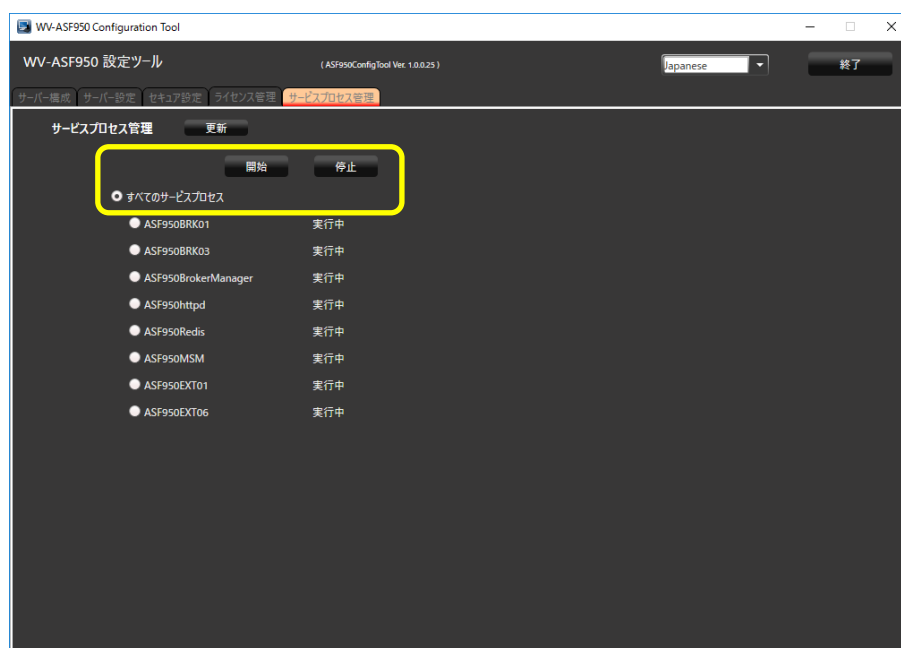 WV-ASF950 Configuration Tool
WV-ASF950 設定ツール ( ASF950ConfigTool Ver. 1.0.0.25 ) Japanese 終了
サーバー構成 サーバー設定 セキュア設定 ライセンス管理 サービスプロセス管理
サービスプロセス管理 更新
開始 停止
すべてのサービスプロセス
ASF950BRK01 実行中
ASF950BRK03 実行中
ASF950BrokerManager 実行中
ASF950httpd 実行中
ASF950Redis 実行中
ASF950MSM 実行中
ASF950EXT01 実行中
ASF950EXT06 実行中